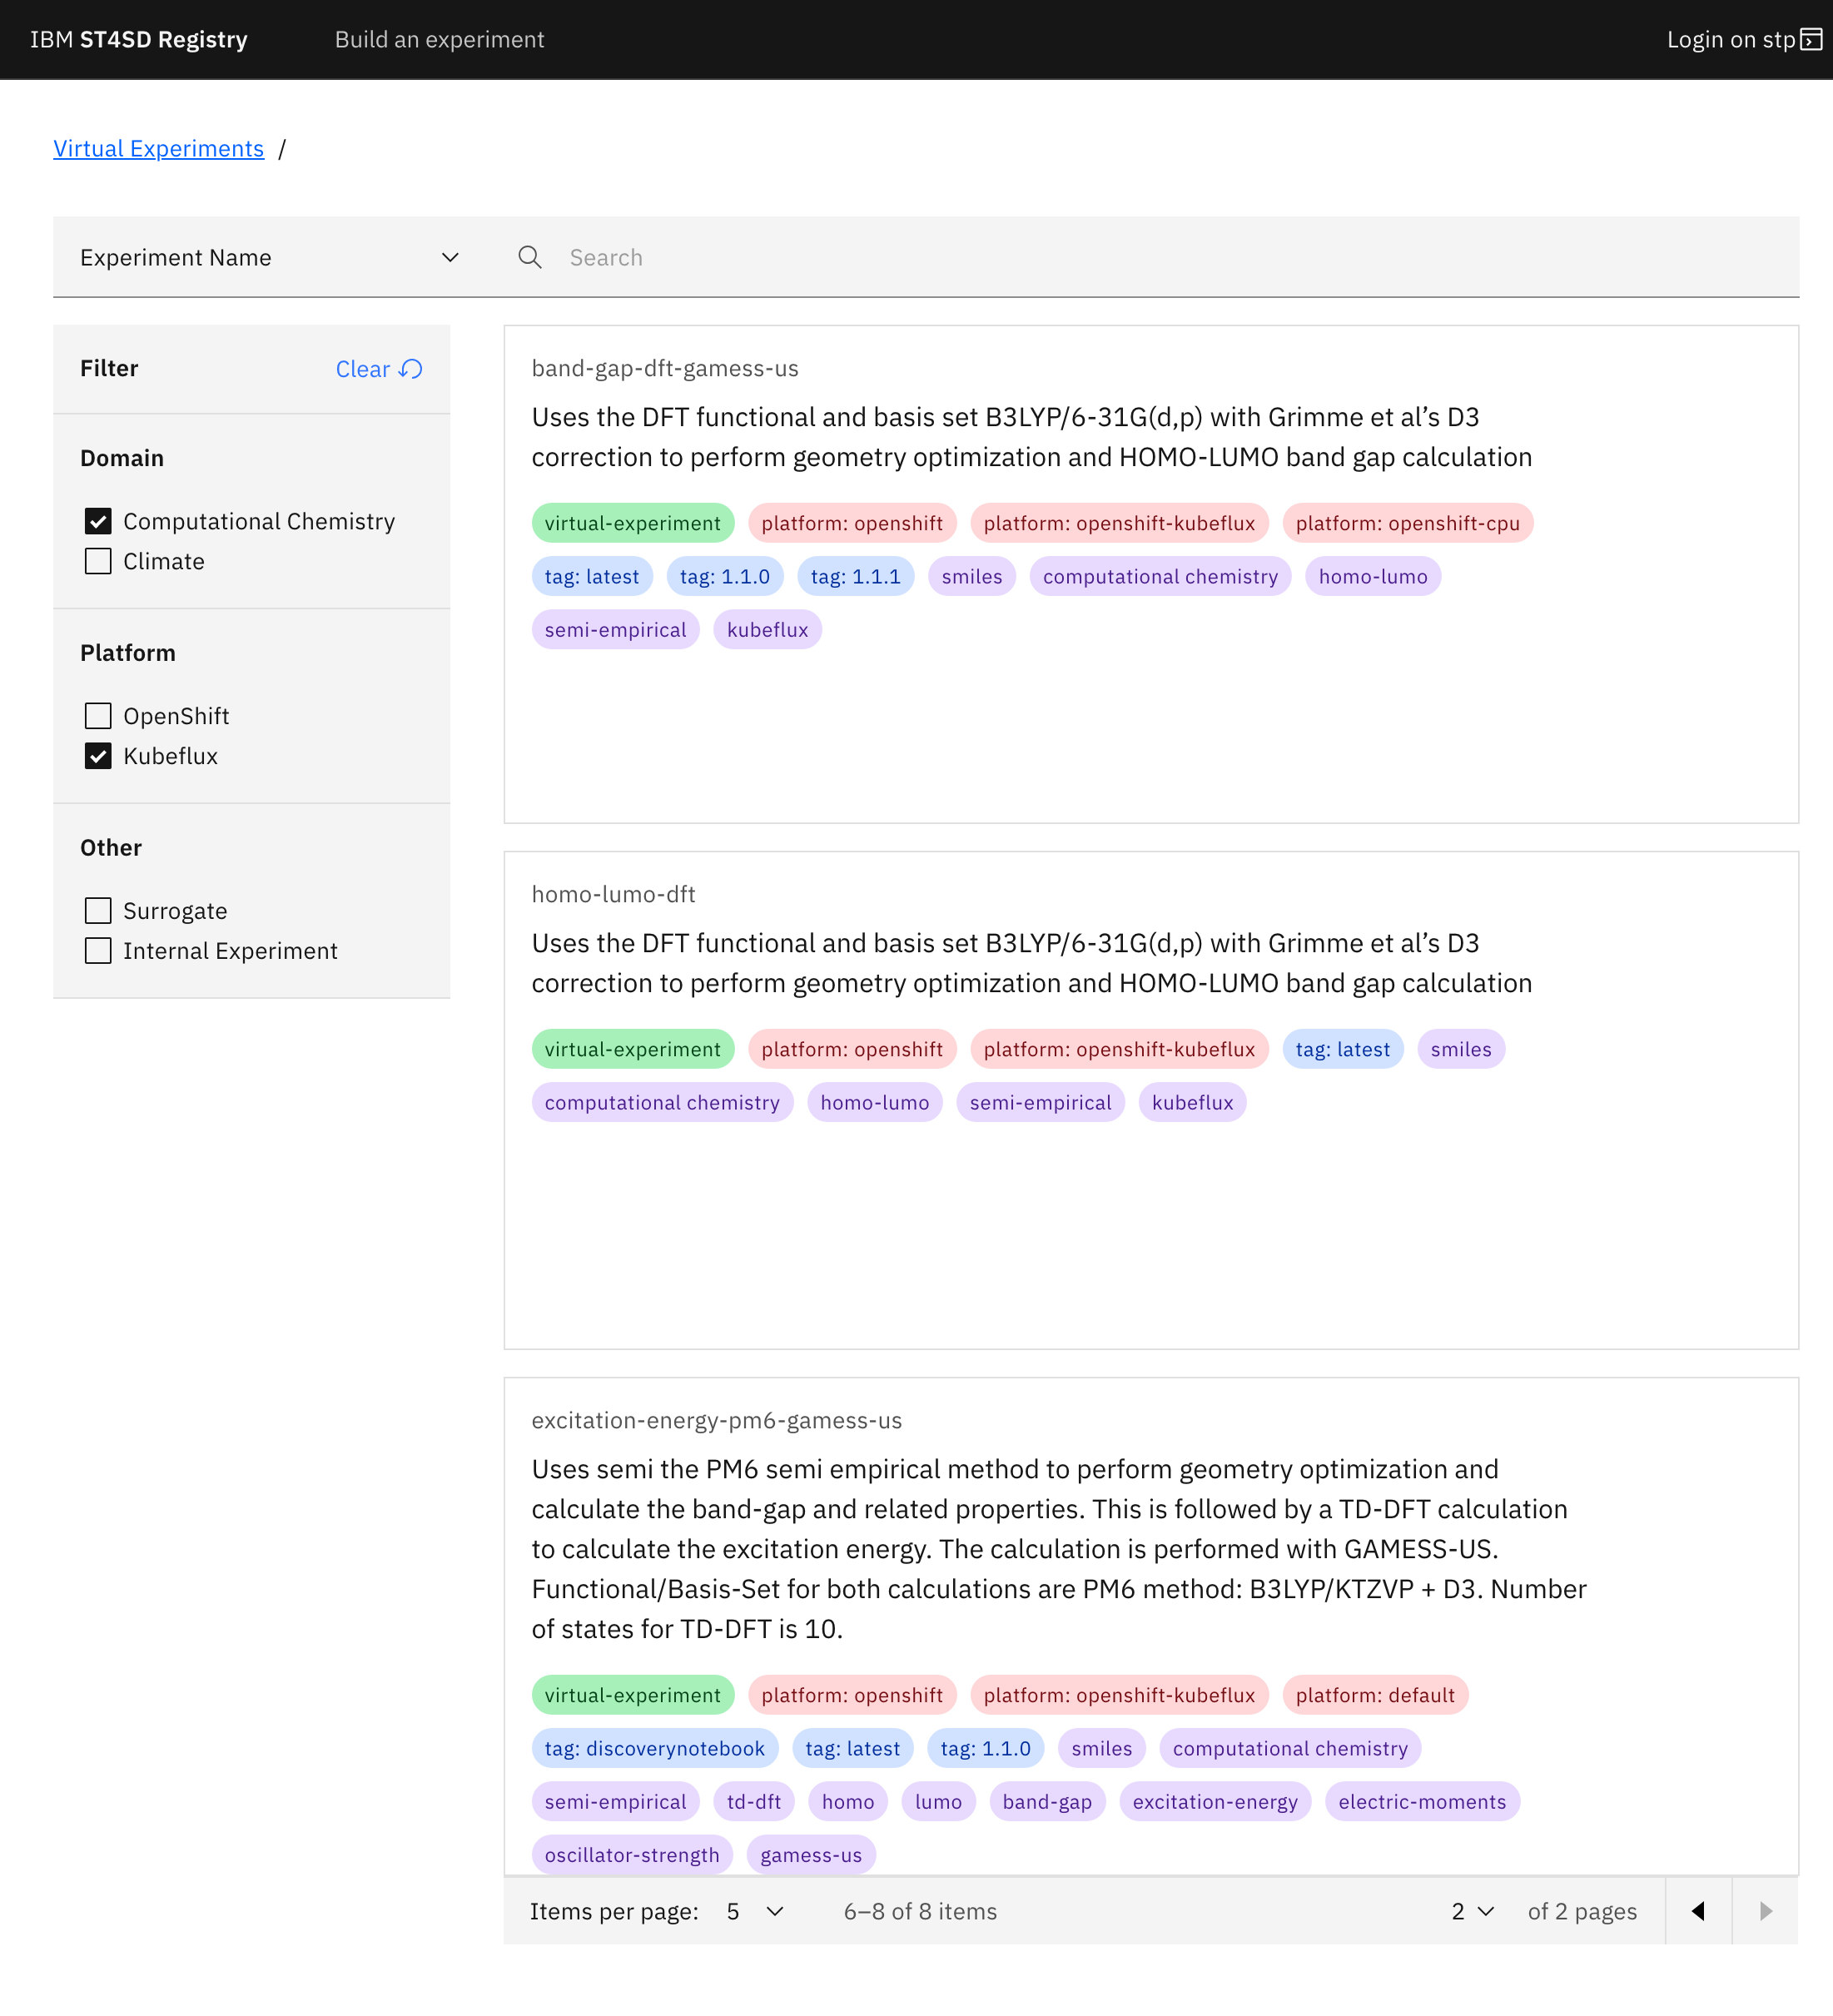 IBM ST4SD Registry
Build an experiment
Login on stp
Virtual Experiments /
Experiment Name
Search
Filter
Clear
Domain
Computational Chemistry
Climate
Platform
OpenShift
Kubeflux
Other
Surrogate
Internal Experiment
band-gap-dft-gamess-us
Uses the DFT functional and basis set B3LYP/6-31G(d,p) with Grimme et al’s D3
correction to perform geometry optimization and HOMO-LUMO band gap calculation
virtual-experiment platform: openshift platform: openshift-kubeflux platform: openshift-cpu
tag: latest tag: 1.1.0 tag: 1.1.1 smiles computational chemistry homo-lumo
semi-empirical kubeflux
homo-lumo-dft
Uses the DFT functional and basis set B3LYP/6-31G(d,p) with Grimme et al’s D3
correction to perform geometry optimization and HOMO-LUMO band gap calculation
virtual-experiment platform: openshift platform: openshift-kubeflux tag: latest smiles
computational chemistry homo-lumo semi-empirical kubeflux
excitation-energy-pm6-gamess-us
Uses semi the PM6 semi empirical method to perform geometry optimization and
calculate the band-gap and related properties. This is followed by a TD-DFT calculation
to calculate the excitation energy. The calculation is performed with GAMESS-US.
Functional/Basis-Set for both calculations are PM6 method: B3LYP/KTZVP + D3. Number
of states for TD-DFT is 10.
virtual-experiment platform: openshift platform: openshift-kubeflux platform: default
tag: discoverynotebook tag: latest tag: 1.1.0 smiles computational chemistry
semi-empirical td-dft homo lumo band-gap excitation-energy electric-moments
oscillator-strength gamess-us
Items per page: 5 6–8 of 8 items 2 of 2 pages